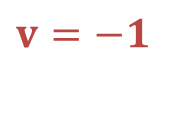 v = −1